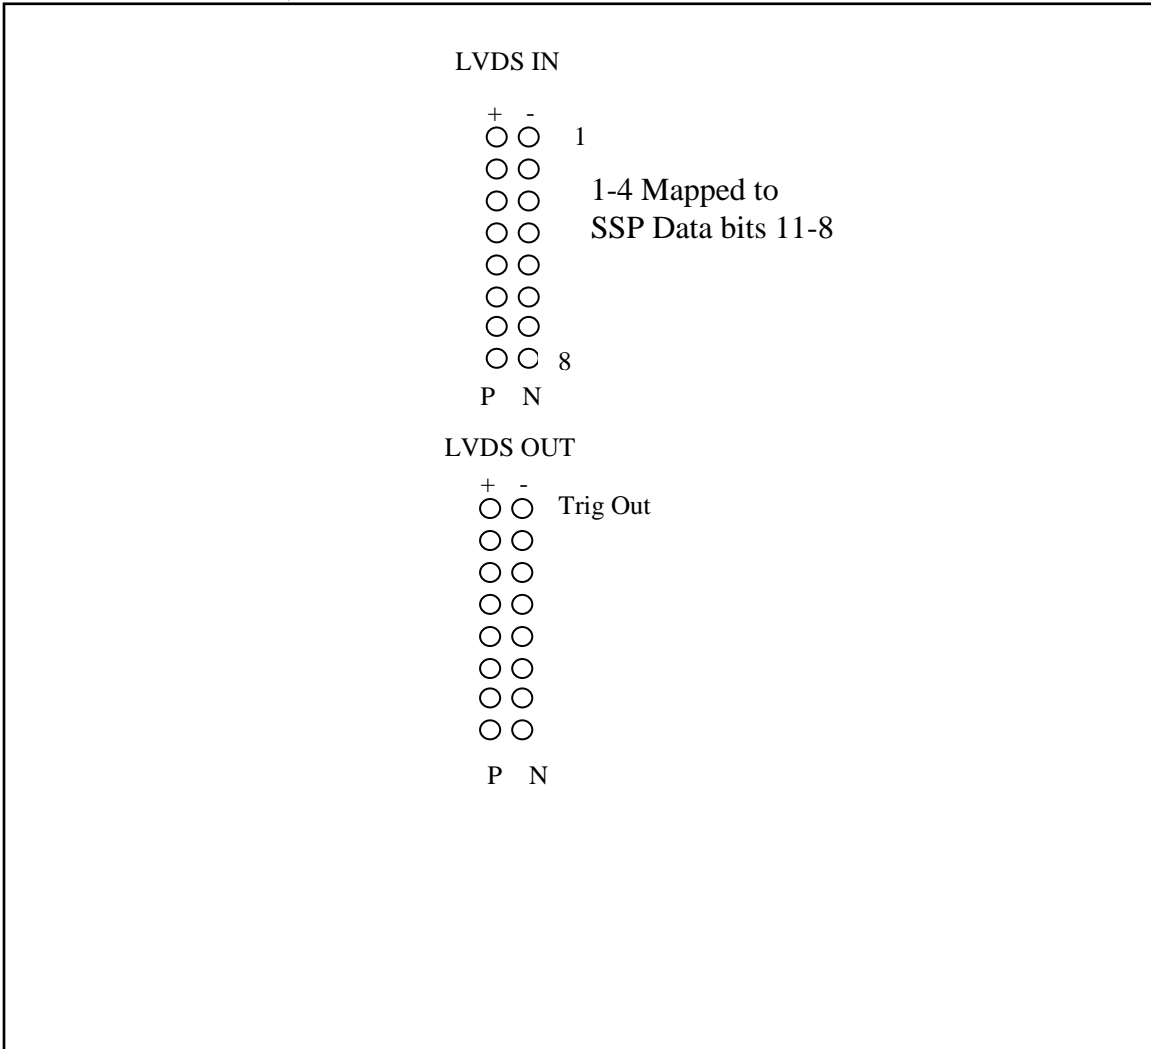 LVDS IN
+ -
1
1-4 Mapped to
SSP Data bits 11-8
8
P N
LVDS OUT
+ -
Trig Out
P N